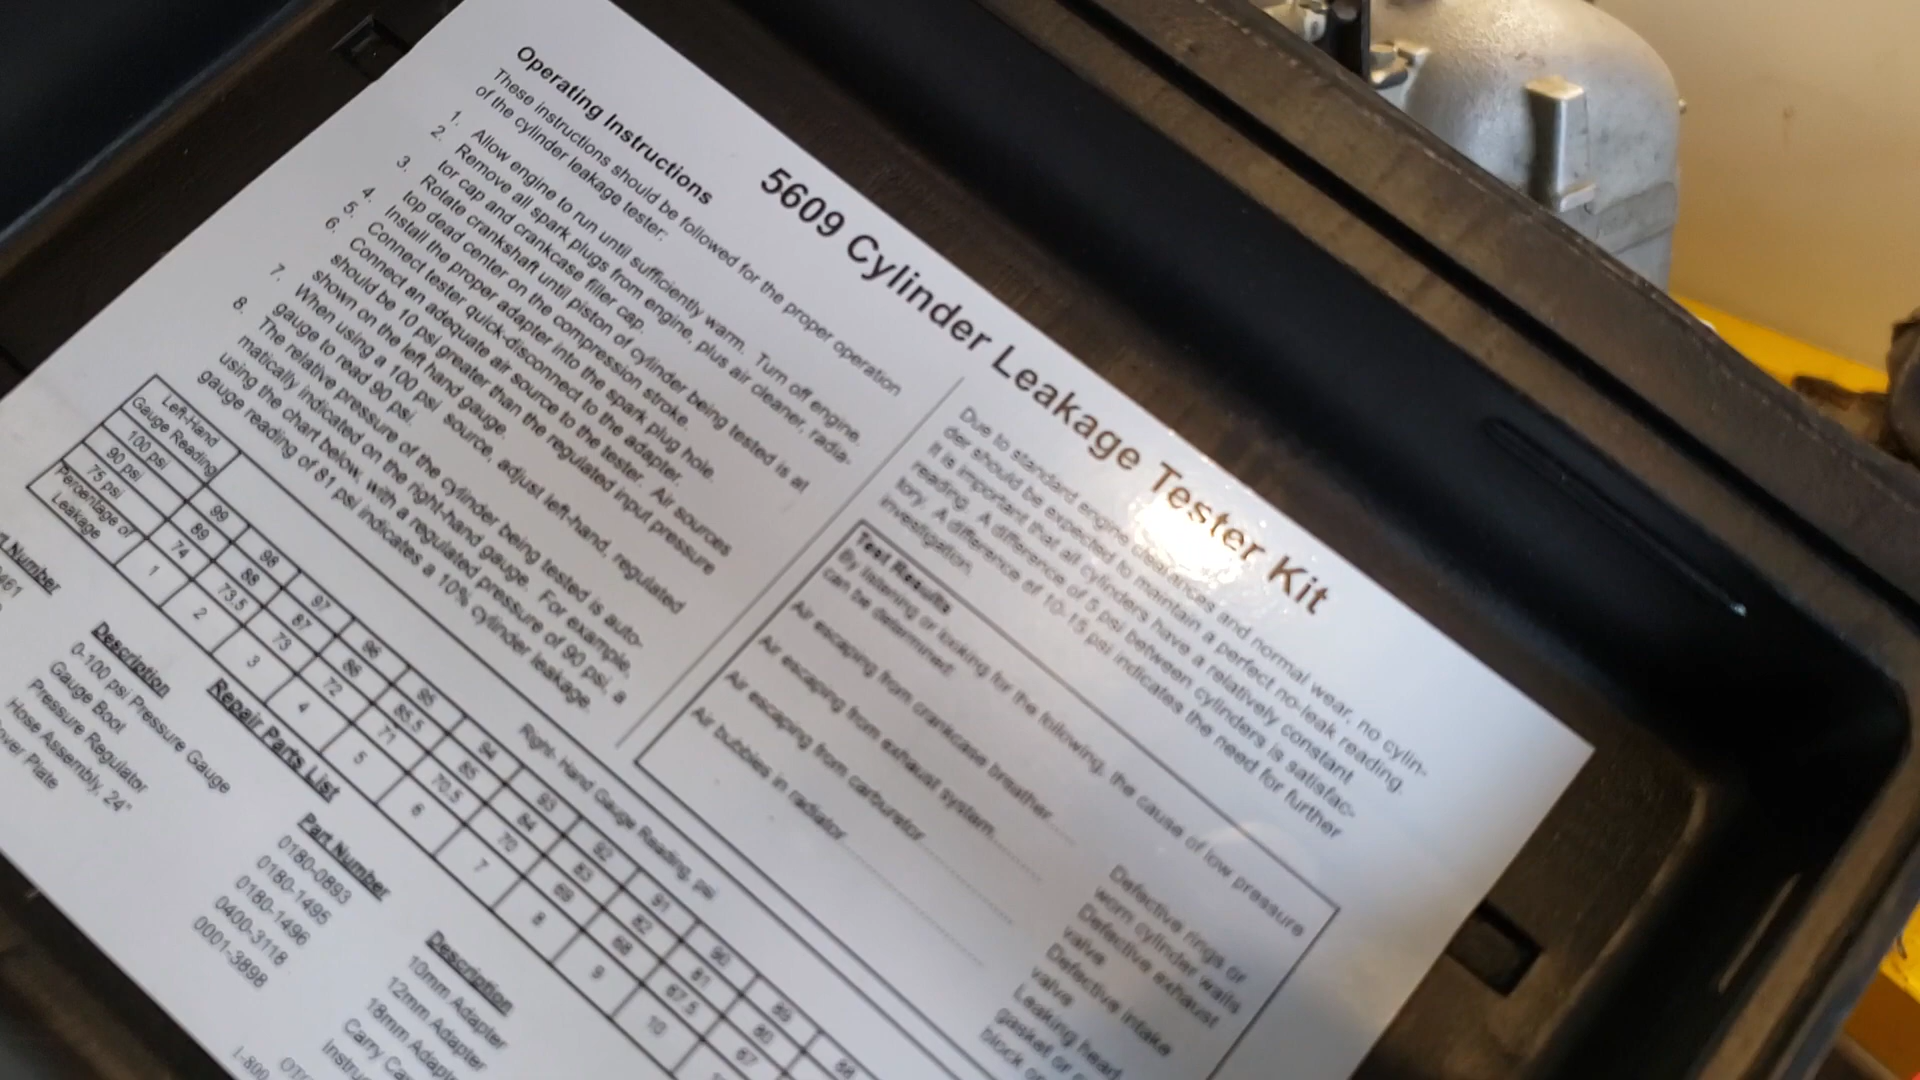 5609 Cylinder Leakage Tester Kit
Operating Instructions
These instructions should be followed for the proper operation
of the cylinder leakage tester:
1. Allow engine to run until sufficiently warm. Turn off engine.
2. Remove all spark plugs from engine, plus air cleaner, radia-
tor cap and crankcase filler cap.
3. Rotate crankshaft until piston of cylinder being tested is at
top dead center on the compression stroke.
4. Install the proper adapter into the spark plug hole.
5. Connect tester quick-disconnect to the adapter.
6. Connect an adequate air source to the tester. Air sources
should be 10 psi greater than the regulated input pressure
shown on the left hand gauge.
7. When using a 100 psi source, adjust left-hand, regulated
gauge to read 90 psi.
8. The relative pressure of the cylinder being tested is auto-
matically indicated on the right-hand gauge. For example,
using the chart below, with a regulated pressure of 90 psi, a
gauge reading of 81 psi indicates a 10% cylinder leakage.
Due to standard engine clearances and normal wear, no cylin-
der should be expected to maintain a perfect no-leak reading.
It is important that all cylinders have a relatively constant
reading. A difference of 5 psi between cylinders is satisfac-
tory. A difference of 10-15 psi indicates the need for further
investigation.
Test Results
By listening or looking for the following, the cause of low pressure
can be determined:
Air escaping from crankcase breather
Defective rings or
worn cylinder walls
Air escaping from exhaust system
Defective exhaust
valve
Air escaping from carburetor
Defective intake
valve
Air bubbles in radiator
Leaking head
gasket or
block or
Left-Hand
Gauge Reading
Right- Hand Gauge Reading, psi
100 psi 99 98 97 96 95 94 93 92 91 90 89 88
90 psi 89 88 87 86 85.5 85 84 83 82 81 80
75 psi 74 73.5 73 72 71 70.5 70 69 68 67.5 67
Percentage of
Leakage
1 2 3 4 5 6 7 8 9 10
Repair Parts List
Number
Description
0-100 psi Pressure Gauge
Gauge Boot
Pressure Regulator
Hose Assembly, 24"
Plate
Part Number
0180-0893
0180-1495
0180-1496
0400-3118
0001-3898
Description
10mm Adapter
12mm Adapter
18mm Adapt
Carry Ca
Instru
1-800